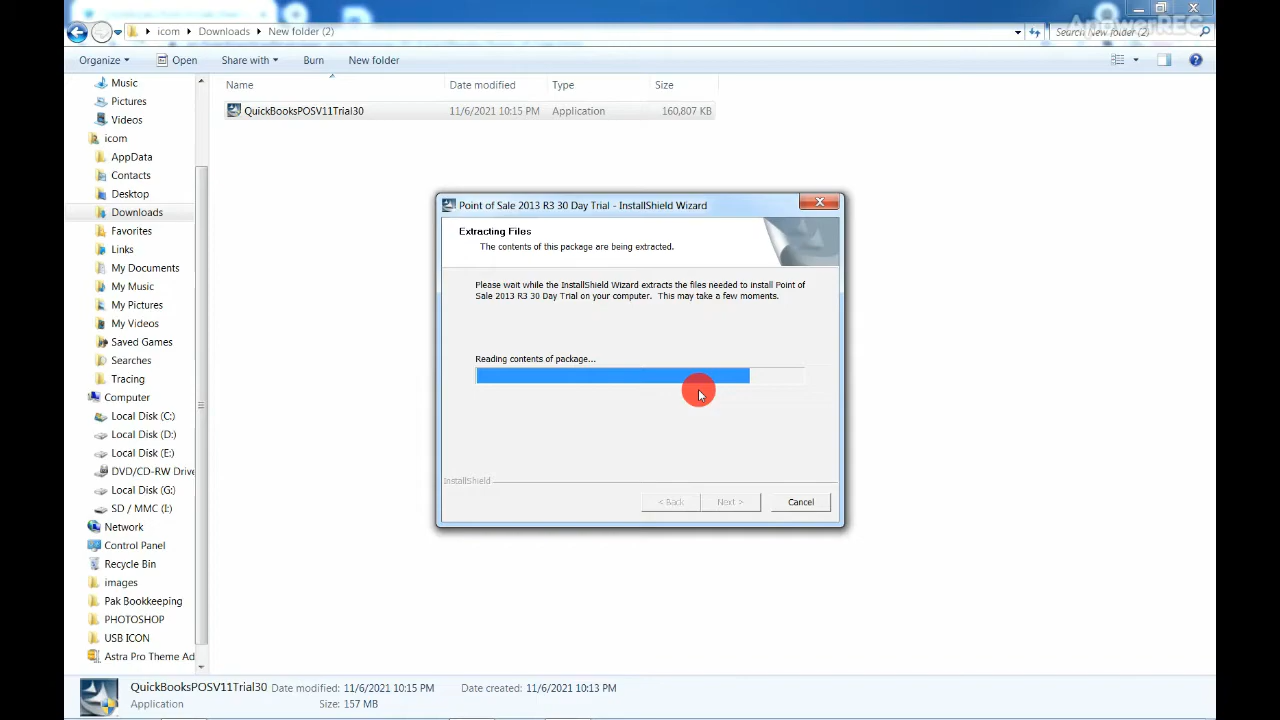 icom Downloads New folder (2)
Search New folder (2)
Organize Open Share with Burn New folder
Music
Pictures
Videos
icom
AppData
Contacts
Desktop
Downloads
Favorites
Links
My Documents
My Music
My Pictures
My Videos
Saved Games
Searches
Tracing
Computer
Local Disk (C:)
Local Disk (D:)
Local Disk (E:)
DVD/CD-RW Drive
Local Disk (G:)
SD / MMC (I:)
Network
Control Panel
Recycle Bin
images
Pak Bookkeeping
PHOTOSHOP
USB ICON
Astra Pro Theme Ad
Name Date modified Type Size
QuickBooksPOSV11Trial30 11/6/2021 10:15 PM Application 160,807 KB
Point of Sale 2013 R3 30 Day Trial - InstallShield Wizard
Extracting Files
The contents of this package are being extracted.
Please wait while the InstallShield Wizard extracts the files needed to install Point
of Sale 2013 R3 30 Day Trial on your computer. This may take a few moments.
Reading contents of package...
InstallShield
< Back Next > Cancel
QuickBooksPOSV11Trial30 Date modified: 11/6/2021 10:15 PM Date created: 11/6/2021 10:13 PM
Application Size: 157 MB